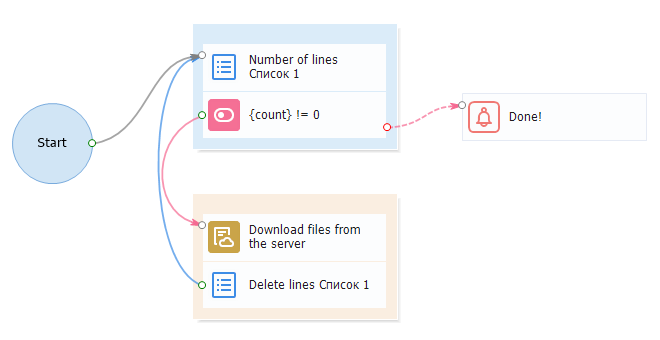 Start
Number of lines
Список 1
{count} != 0
Done!
Download files from
the server
Delete lines Список 1